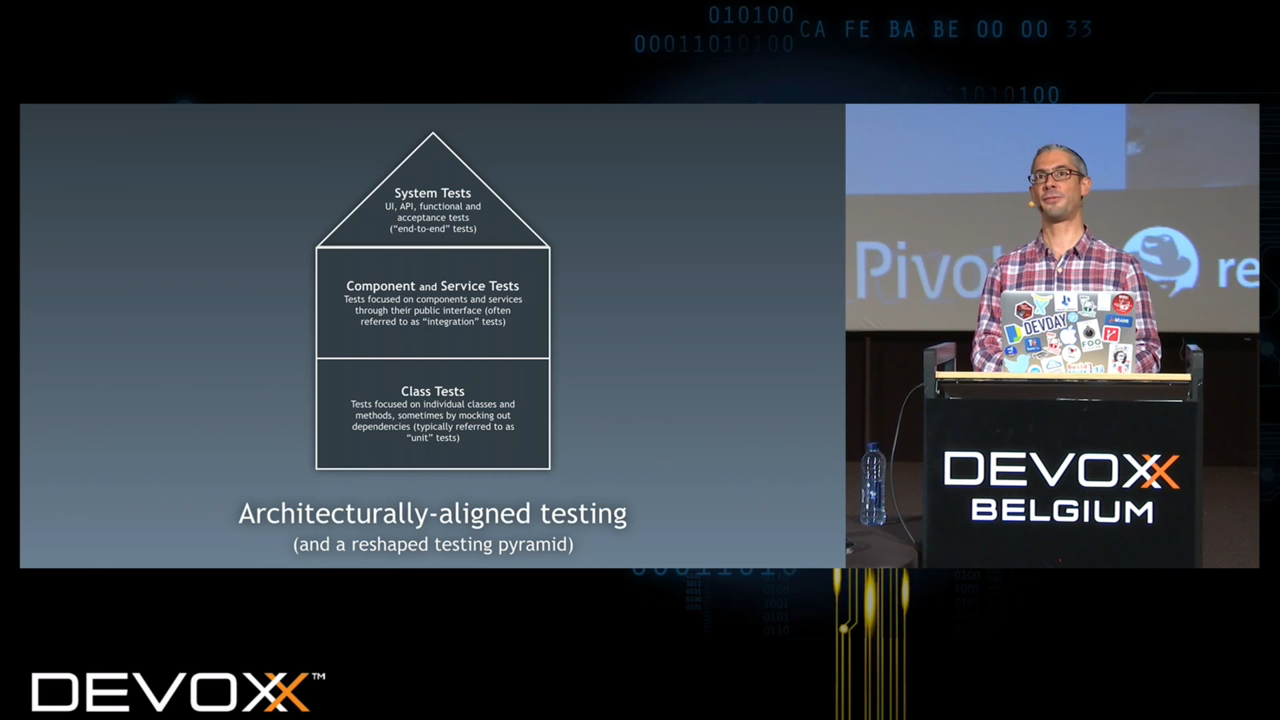 010100
00011010100
CA FE BA BE 00 00 33
1010100
System Tests
UI, API, functional and
acceptance tests
("end-to-end" tests)
Component and Service Tests
Tests focused on components and services
through their public interface (often
referred to as "integration" tests)
Class Tests
Tests focused on individual classes and
methods, sometimes by mocking out
dependencies (typically referred to as
"unit" tests)
Architecturally-aligned testing
(and a reshaped testing pyramid)
Pivo
re
DEVDAY
FOO
DEVOXX
BELGIUM
00011010
DEVOXX™